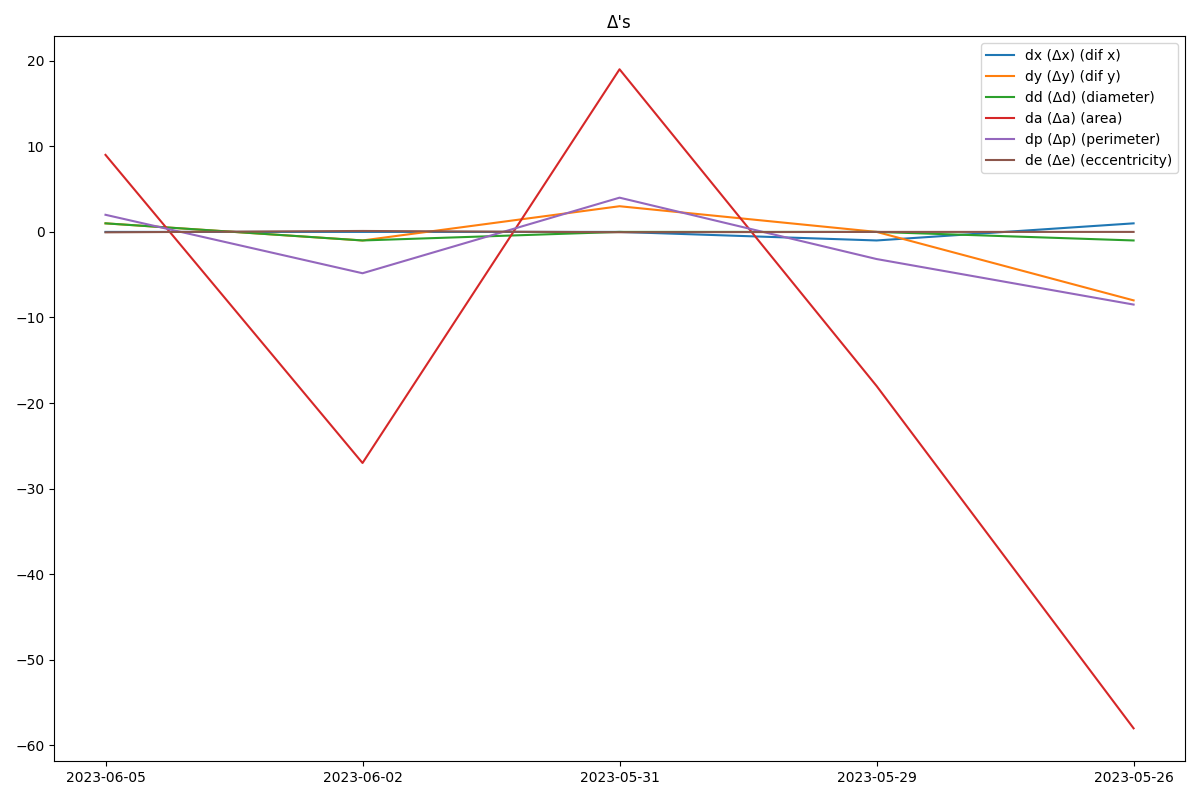 Δ's
dx (Δx) (dif x)
dy (Δy) (dif y)
dd (Δd) (diameter)
da (Δa) (area)
dp (Δp) (perimeter)
de (Δe) (eccentricity)
20
10
0
−10
−20
−30
−40
−50
−60
2023-06-05 2023-06-02 2023-05-31 2023-05-29 2023-05-26